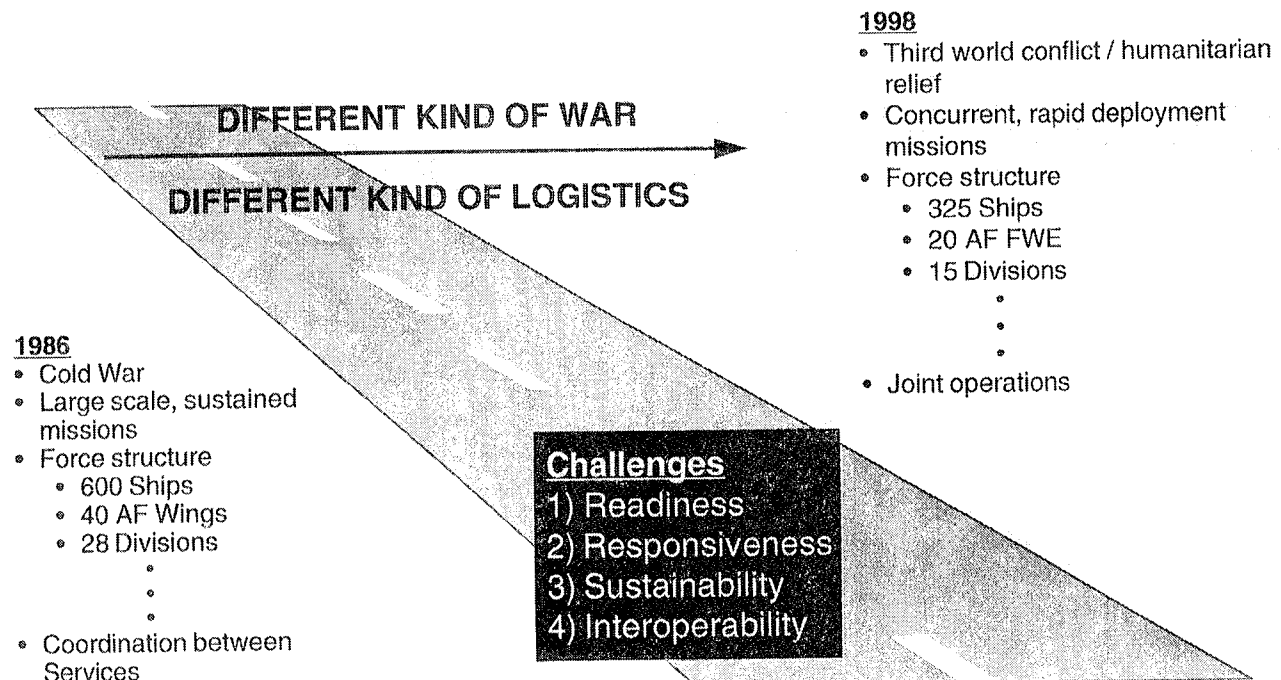 1998
• Third world conflict / humanitarian
relief
• Concurrent, rapid deployment
missions
• Force structure
• 325 Ships
• 20 AF FWE
• 15 Divisions
•
•
•
• Joint operations
DIFFERENT KIND OF WAR
DIFFERENT KIND OF LOGISTICS
1986
• Cold War
• Large scale, sustained
missions
• Force structure
• 600 Ships
• 40 AF Wings
• 28 Divisions
•
•
•
• Coordination between
Services
Challenges
1) Readiness
2) Responsiveness
3) Sustainability
4) Interoperability